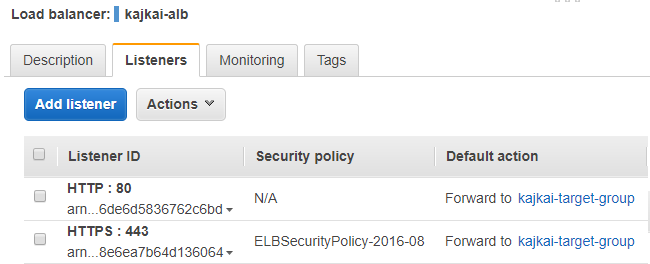 Load balancer: kajkai-alb
Description Listeners Monitoring Tags
Add listener Actions
Listener ID Security policy Default action
HTTP : 80
arn...6de6d5836762c6bd N/A Forward to kajkai-target-group
HTTPS : 443
arn...8e6ea7b64d136064 ELBSecurityPolicy-2016-08 Forward to kajkai-target-group